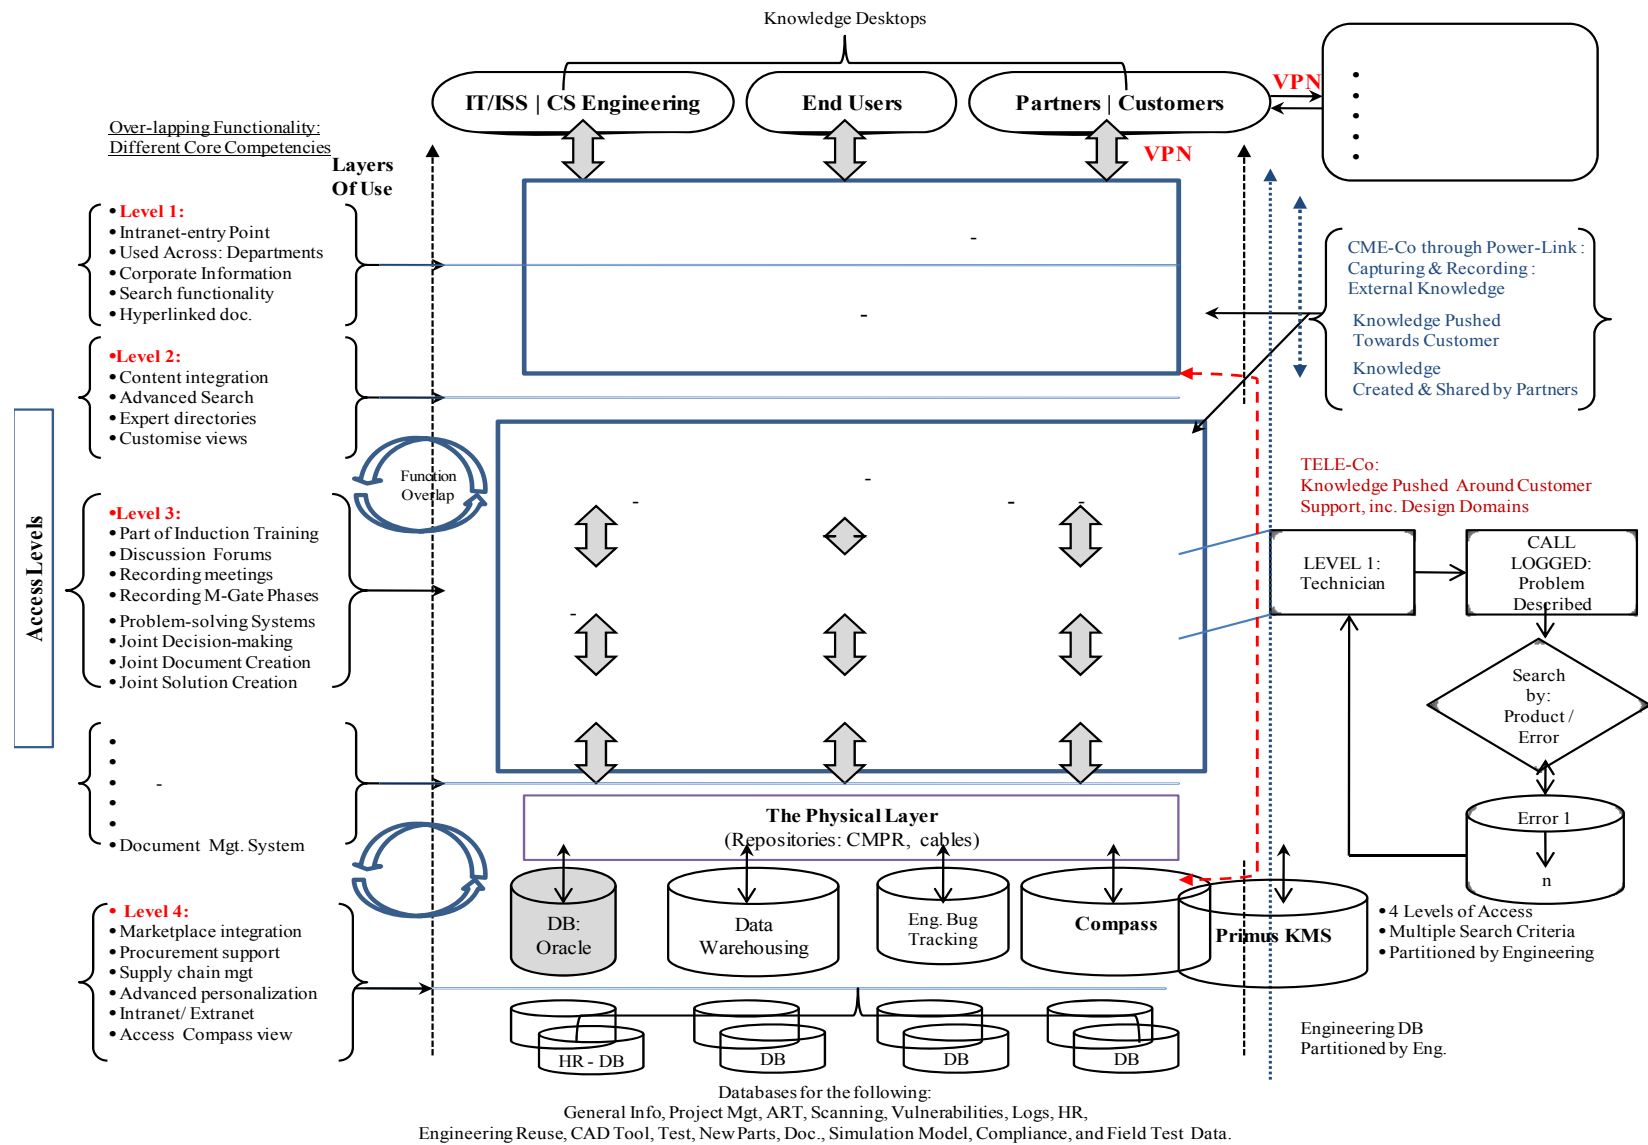 Knowledge Desktops
IT/ISS | CS Engineering
End Users
Partners | Customers
VPN
VPN
•
•
•
•
•
Over-lapping Functionality:
Different Core Competencies
Layers
Of Use
• Level 1:
• Intranet-entry Point
• Used Across: Departments
• Corporate Information
• Search functionality
• Hyperlinked doc.
•Level 2:
• Content integration
• Advanced Search
• Expert directories
• Customise views
Function
Overlap
Access Levels
• Level 3:
• Part of Induction Training
• Discussion Forums
• Recording meetings
• Recording M-Gate Phases
• Problem-solving Systems
• Joint Decision-making
• Joint Document Creation
• Joint Solution Creation
•
•
• -
•
•
• Document Mgt. System
• Level 4:
• Marketplace integration
• Procurement support
• Supply chain mgt
• Advanced personalization
• Intranet/ Extranet
• Access Compass view
-
-
-
-
-
-
-
CME-Co through Power-Link :
Capturing & Recording :
External Knowledge
Knowledge Pushed
Towards Customer
Knowledge
Created & Shared by Partners
TELE-Co:
Knowledge Pushed Around Customer
Support, inc. Design Domains
LEVEL 1:
Technician
CALL
LOGGED:
Problem
Described
Search
by:
Product /
Error
Error 1
n
The Physical Layer
(Repositories: CMPR, cables)
DB:
Oracle
Data
Warehousing
Eng. Bug
Tracking
Compass
Primus KMS
• 4 Levels of Access
• Multiple Search Criteria
• Partitioned by Engineering
HR - DB
DB
DB
DB
Engineering DB
Partitioned by Eng.
Databases for the following:
General Info, Project Mgt, ART, Scanning, Vulnerabilities, Logs, HR,
Engineering Reuse, CAD Tool, Test, New Parts, Doc., Simulation Model, Compliance, and Field Test Data.